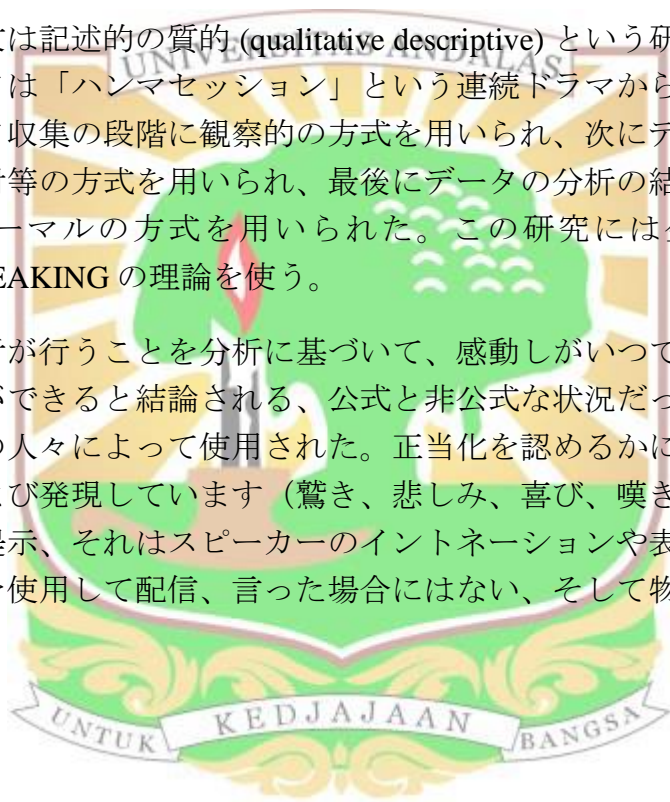 は記述的の質的 (qualitative descriptive) という研
は「ハンマセッション」という連続ドラマから
収集の段階に観察的の方式を用いられ、次にデ
等の方式を用いられ、最後にデータの分析の結
ーマルの方式を用いられた。この研究には
EAKING の理論を使う。
が行うことを分析に基づいて、感動しがいつて
ができると結論される、公式と非公式な状況だっ
の人々によって使用された。正当化を認めるかに
び発現しています（鷲き、悲しみ、喜び、嘆き
是示、それはスピーカーのイントネーションや表
使用して配信、言った場合にはない、そして物
UNIVERSITAS ANDALAS
UNTUK KEDJAJAAN BANGSA